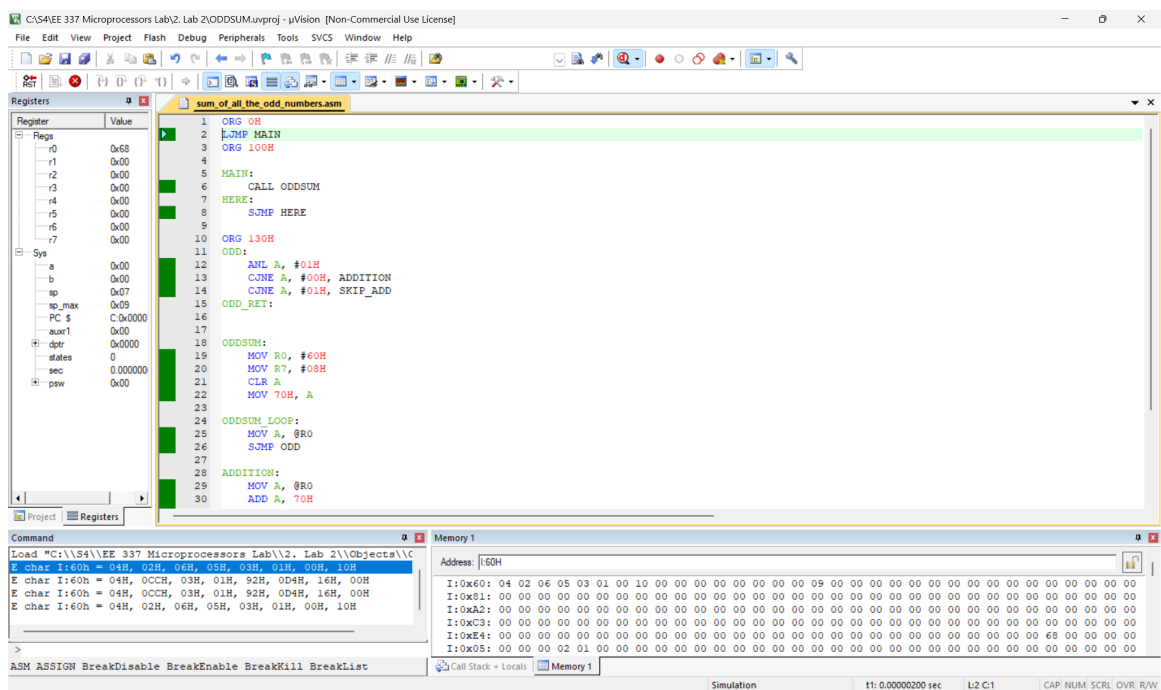 C:\S4\EE 337 Microprocessors Lab\2. Lab 2\ODDSUM.uvproj - µVision [Non-Commercial Use License]
File Edit View Project Flash Debug Peripherals Tools SVCS Window Help
Registers
Register Value
Regs
r0 0x68
r1 0x00
r2 0x00
r3 0x00
r4 0x00
r5 0x00
r6 0x00
r7 0x00
Sys
a 0x00
b 0x00
sp 0x07
sp_max 0x09
PC $ C:0x0000
auxr1 0x00
dptr 0x0000
states 0
sec 0.000000
psw 0x00
Project Registers
sum_of_all_the_odd_numbers.asm
1 ORG 0H
2 LJMP MAIN
3 ORG 100H
4
5 MAIN:
6 CALL ODDSUM
7 HERE:
8 SJMP HERE
9
10 ORG 130H
11 ODD:
12 ANL A, #01H
13 CJNE A, #00H, ADDITION
14 CJNE A, #01H, SKIP_ADD
15 ODD_RET:
16
17
18 ODDSUM:
19 MOV R0, #60H
20 MOV R7, #08H
21 CLR A
22 MOV 70H, A
23
24 ODDSUM_LOOP:
25 MOV A, @R0
26 SJMP ODD
27
28 ADDITION:
29 MOV A, @R0
30 ADD A, 70H
Command
Load "C:\\S4\\EE 337 Microprocessors Lab\\2. Lab 2\\Objects\\
E char I:60h = 04H, 02H, 06H, 05H, 03H, 01H, 00H, 10H
E char I:60h = 04H, 0CCH, 03H, 01H, 92H, 0D4H, 16H, 00H
E char I:60h = 04H, 0CCH, 03H, 01H, 92H, 0D4H, 16H, 00H
E char I:60h = 04H, 02H, 06H, 05H, 03H, 01H, 00H, 10H
>
ASM ASSIGN BreakDisable BreakEnable BreakKill BreakList
Memory 1
Address: I:60H
I:0x60: 04 02 06 05 03 01 00 10 00 00 00 00 00 00 00 00 09 00 00 00 00 00 00 00 00 00 00 00 00 00 00 00 00
I:0x81: 00 00 00 00 00 00 00 00 00 00 00 00 00 00 00 00 00 00 00 00 00 00 00 00 00 00 00 00 00 00 00 00 00
I:0xA2: 00 00 00 00 00 00 00 00 00 00 00 00 00 00 00 00 00 00 00 00 00 00 00 00 00 00 00 00 00 00 00 00 00
I:0xC3: 00 00 00 00 00 00 00 00 00 00 00 00 00 00 00 00 00 00 00 00 00 00 00 00 00 00 00 00 00 00 00 00 00
I:0xE4: 00 00 00 00 00 00 00 00 00 00 00 00 00 00 00 00 00 00 00 00 00 00 00 00 00 00 00 00 68 00 00 00 00
I:0x05: 00 00 00 02 01 00 00 00 00 00 00 00 00 00 00 00 00 00 00 00 00 00 00 00 00 00 00 00 00 00 00 00 00
Call Stack + Locals Memory 1
Simulation t1: 0.00000200 sec L:2 C:1 CAP NUM SCRL OVR R/W